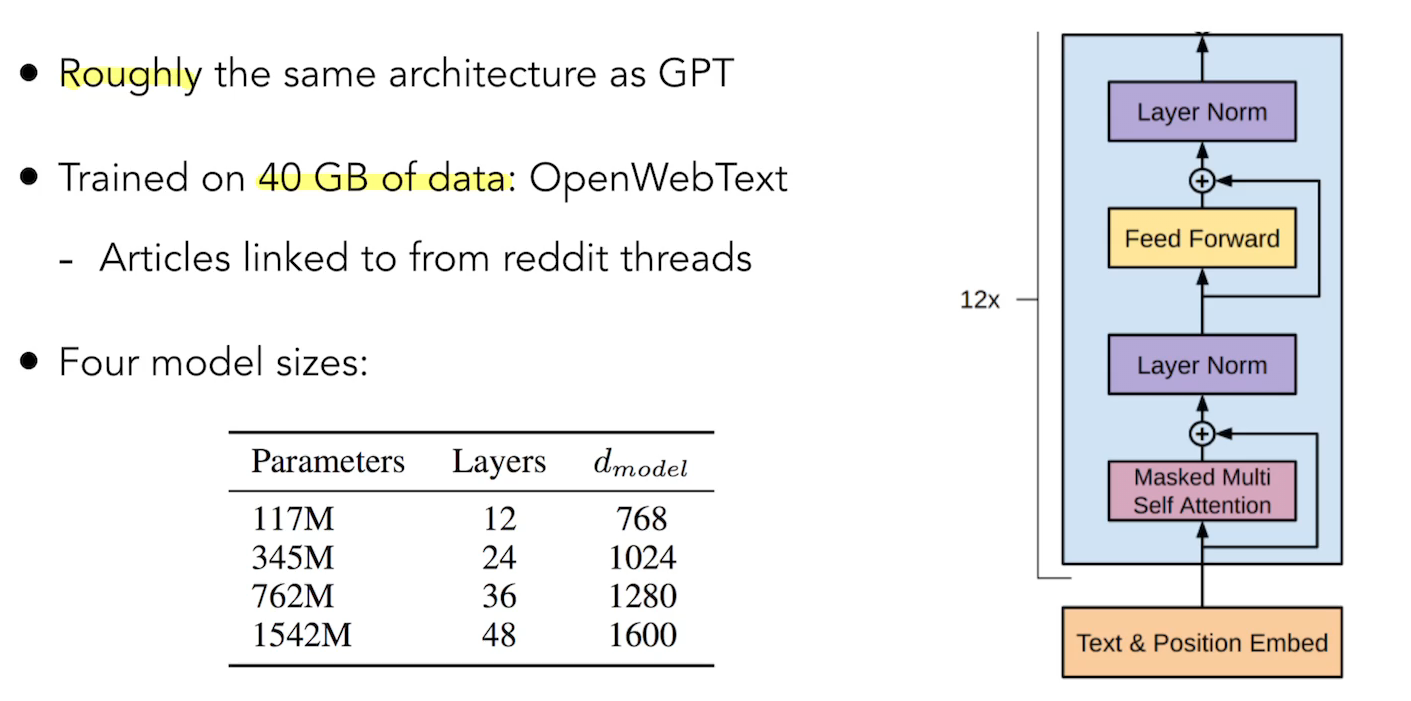 • Roughly the same architecture as GPT
• Trained on 40 GB of data: OpenWebText
- Articles linked to from reddit threads
• Four model sizes:
Parameters Layers d_model
117M 12 768
345M 24 1024
762M 36 1280
1542M 48 1600
Layer Norm
+
Feed Forward
12x
Layer Norm
+
Masked Multi
Self Attention
Text & Position Embed